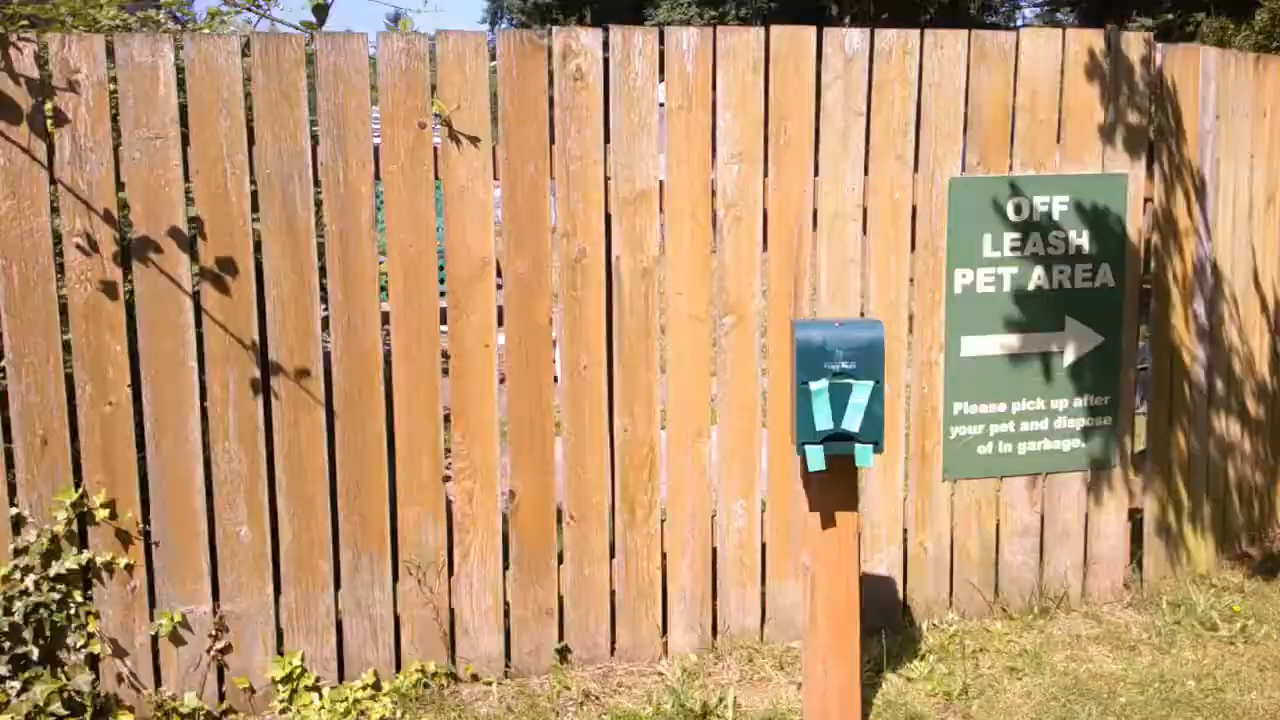 OFF
LEASH
PET AREA
Please pick up after
your pet and dispose
of in garbage.